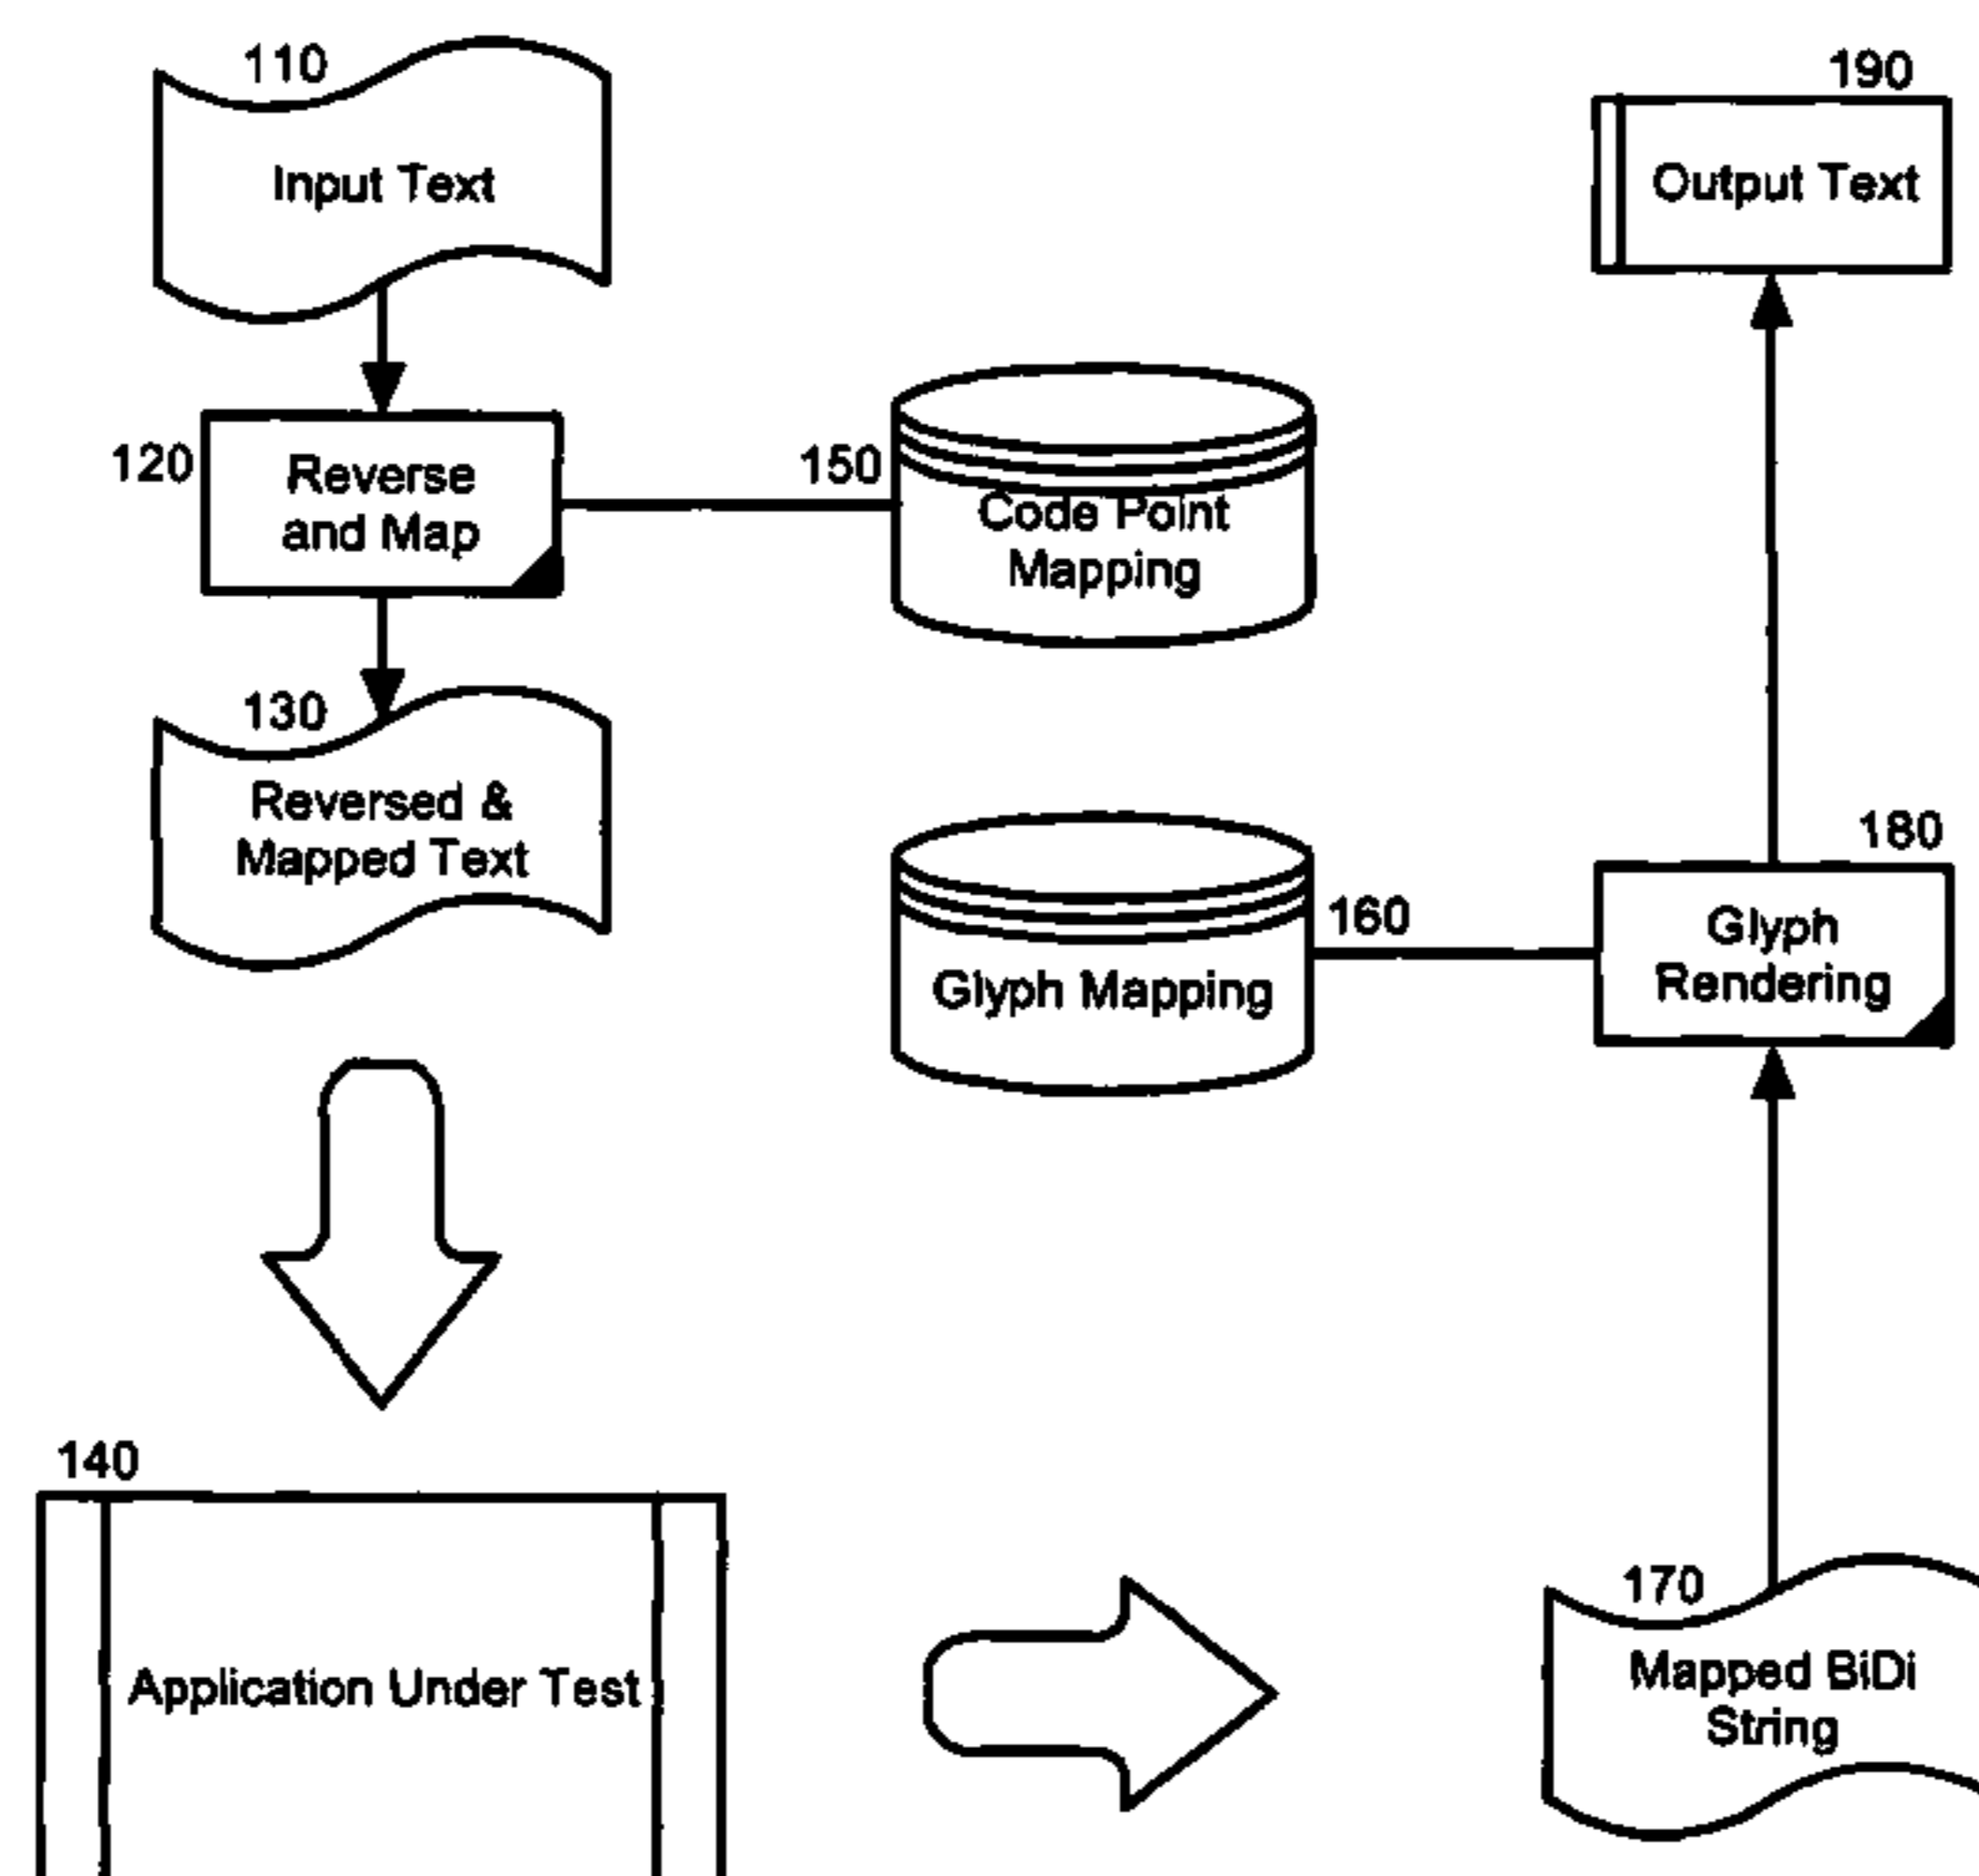 110
Input Text
190
Output Text
120
Reverse
and Map
150
Code Point
Mapping
130
Reversed &
Mapped Text
160
Glyph Mapping
180
Glyph
Rendering
140
Application Under Test
170
Mapped BiDi
String